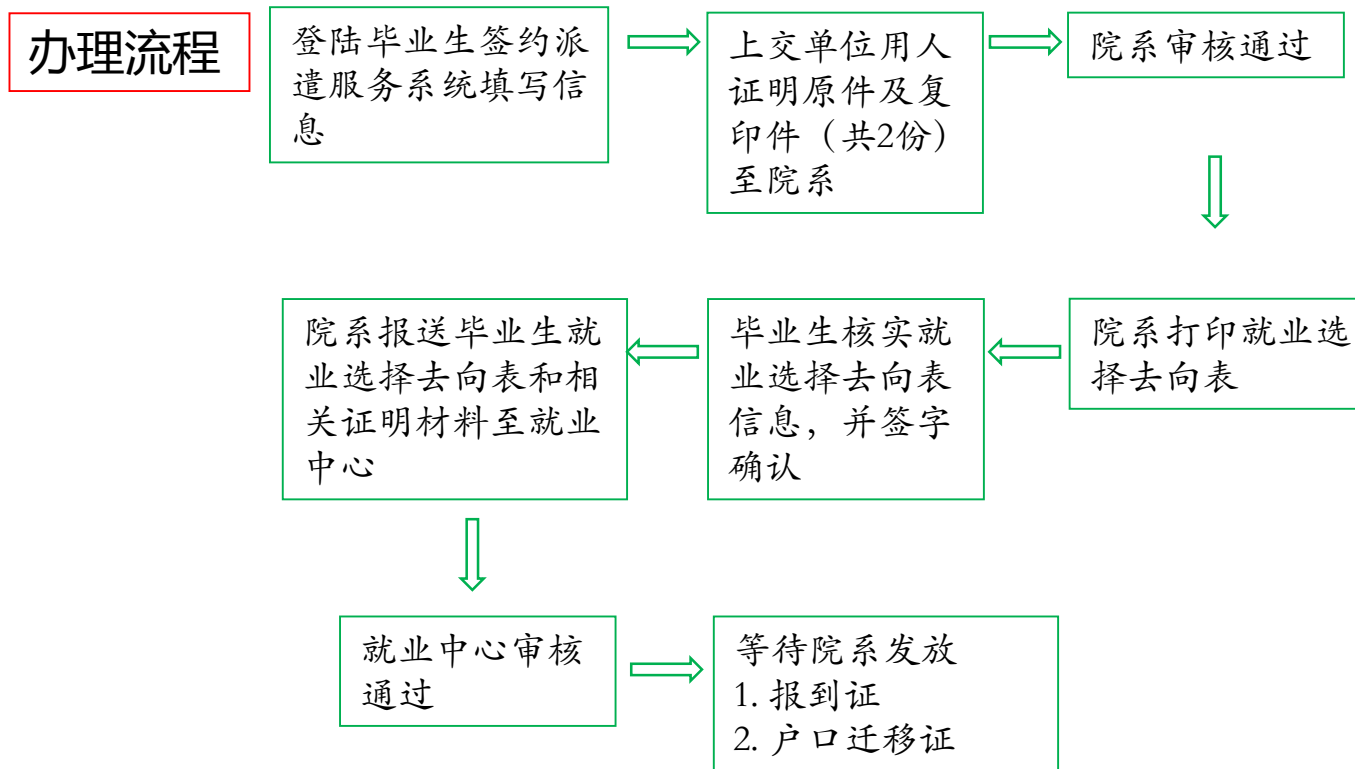 办理流程
登陆毕业生签约派
遣服务系统填写信
息
上交单位用人
证明原件及复
印件（共2份）
至院系
院系审核通过
院系打印就业选
择去向表
毕业生核实就
业选择去向表
信息，并签字
确认
院系报送毕业生就
业选择去向表和相
关证明材料至就业
中心
就业中心审核
通过
等待院系发放
1. 报到证
2. 户口迁移证